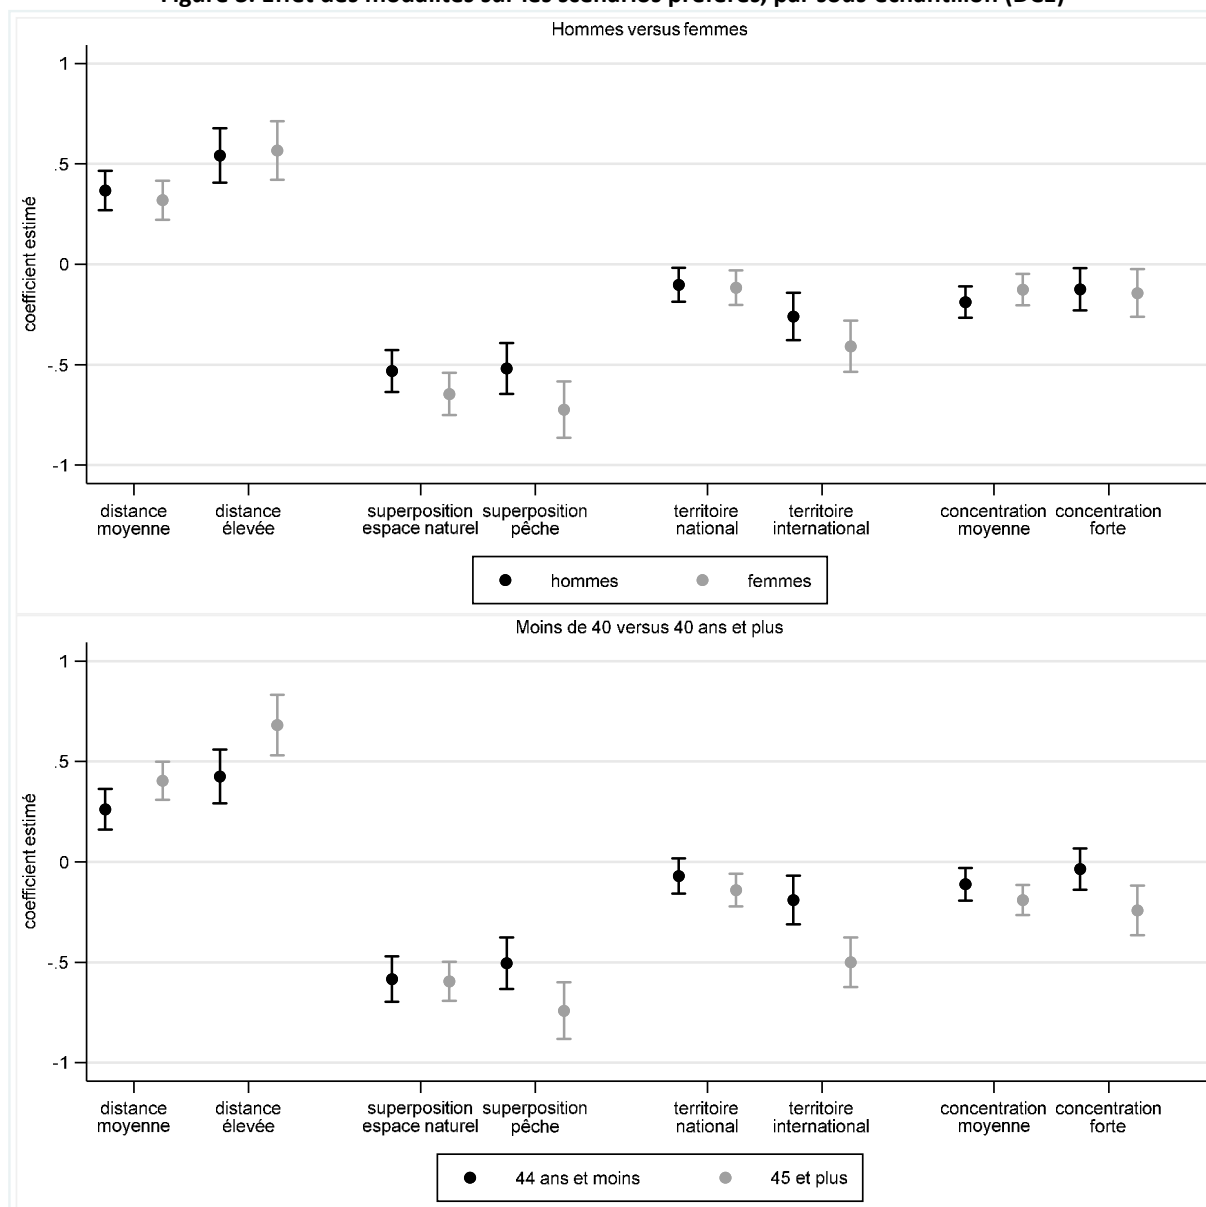 Hommes versus femmes
1
.5
0
-.5
-1
coefficient estimé
distance moyenne
distance élevée
superposition espace naturel
superposition pêche
territoire national
territoire international
concentration moyenne
concentration forte
hommes femmes
Moins de 40 versus 40 ans et plus
1
.5
0
-.5
-1
coefficient estimé
distance moyenne
distance élevée
superposition espace naturel
superposition pêche
territoire national
territoire international
concentration moyenne
concentration forte
44 ans et moins 45 et plus